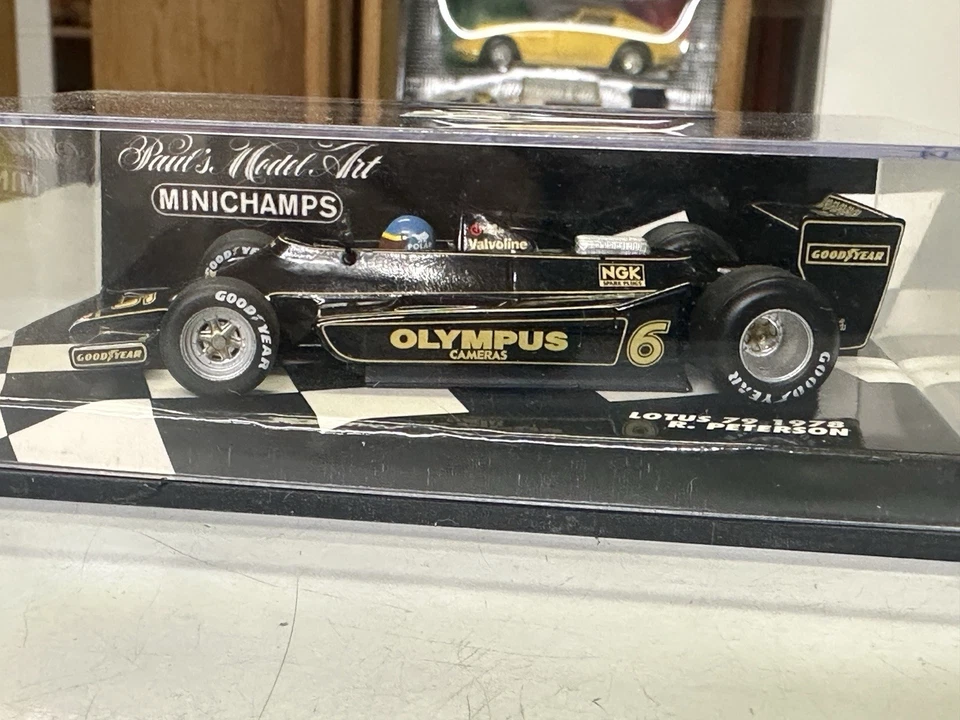 Paul's Model Art
MINICHAMPS
POLAR
Valvoline
NGK
SPARK PLUGS
GOODYEAR
GOODYEAR
GOODYEAR
GOODYEAR
GOODYEAR
OLYMPUS
CAMERAS
6
LOTUS 79 1978
R. PETERSON